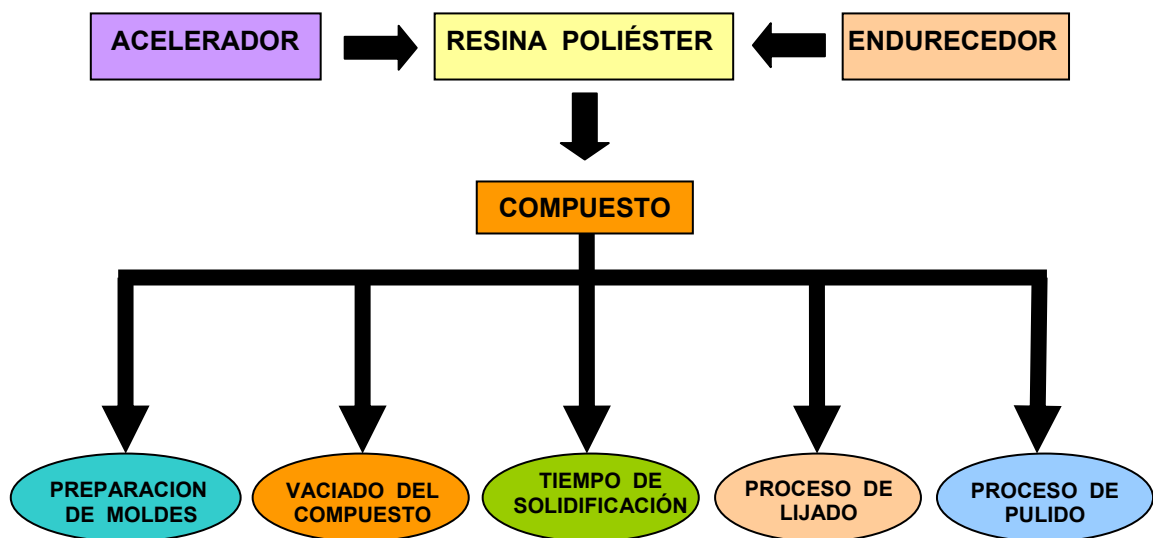 ACELERADOR
RESINA POLIÉSTER
ENDURECEDOR
COMPUESTO
PREPARACION
DE MOLDES
VACIADO DEL
COMPUESTO
TIEMPO DE
SOLIDIFICACIÓN
PROCESO DE
LIJADO
PROCESO DE
PULIDO